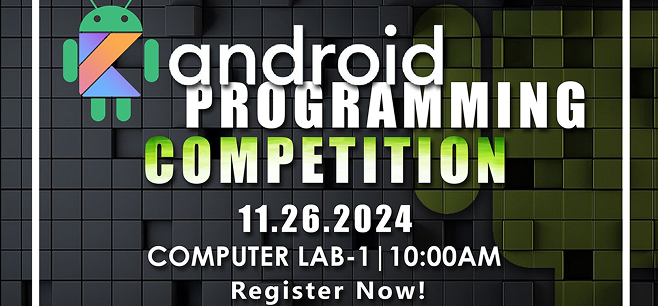 android
PROGRAMMING
COMPETITION
11.26.2024
COMPUTER LAB-1|10:00AM
Register Now!